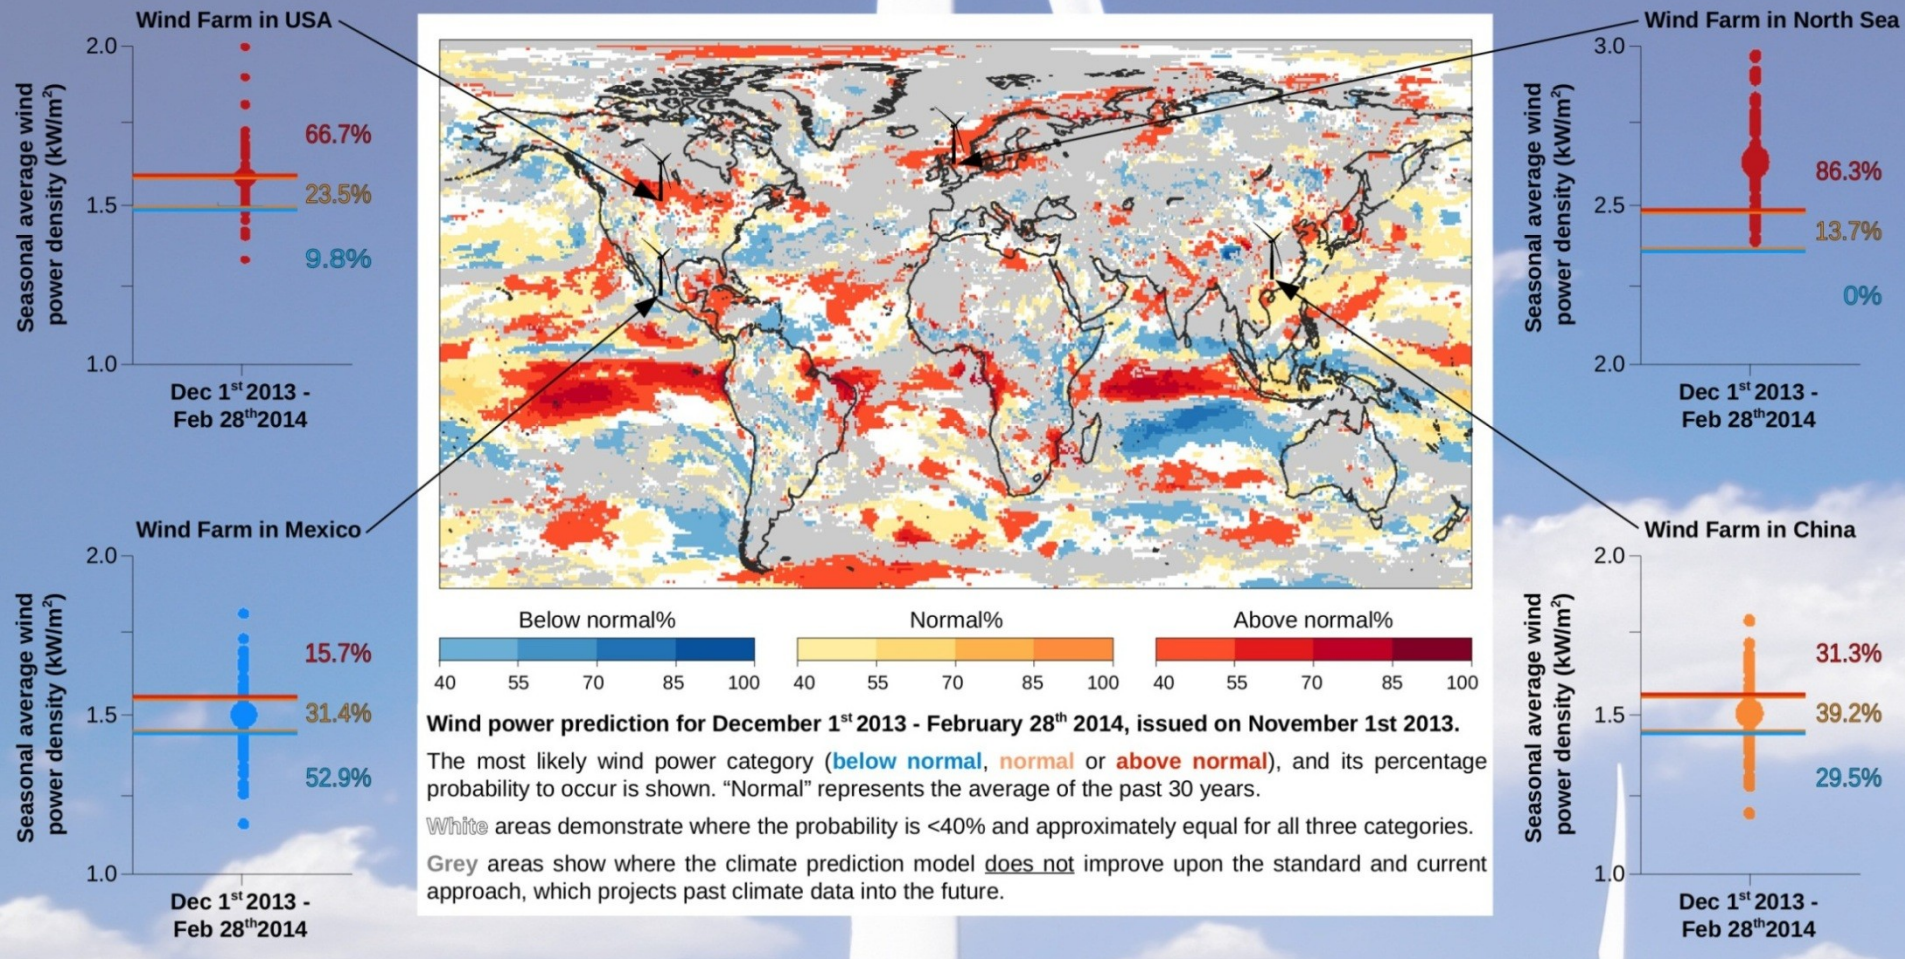 Wind Farm in USA
Seasonal average wind
power density (kW/m²)
2.0
1.5
1.0
66.7%
23.5%
9.8%
Dec 1st 2013 -
Feb 28th2014
Wind Farm in North Sea
Seasonal average wind
power density (kW/m²)
3.0
2.5
2.0
86.3%
13.7%
0%
Dec 1st 2013 -
Feb 28th2014
Wind Farm in Mexico
Seasonal average wind
power density (kW/m²)
2.0
1.5
1.0
15.7%
31.4%
52.9%
Dec 1st 2013 -
Feb 28th2014
Wind Farm in China
Seasonal average wind
power density (kW/m²)
2.0
1.5
1.0
31.3%
39.2%
29.5%
Dec 1st 2013 -
Feb 28th2014
Below normal%
40 55 70 85 100
Normal%
40 55 70 85 100
Above normal%
40 55 70 85 100
Wind power prediction for December 1st 2013 - February 28th 2014, issued on November 1st 2013.
The most likely wind power category (below normal, normal or above normal), and its percentage
probability to occur is shown. “Normal” represents the average of the past 30 years.
White areas demonstrate where the probability is <40% and approximately equal for all three categories.
Grey areas show where the climate prediction model does not improve upon the standard and current
approach, which projects past climate data into the future.